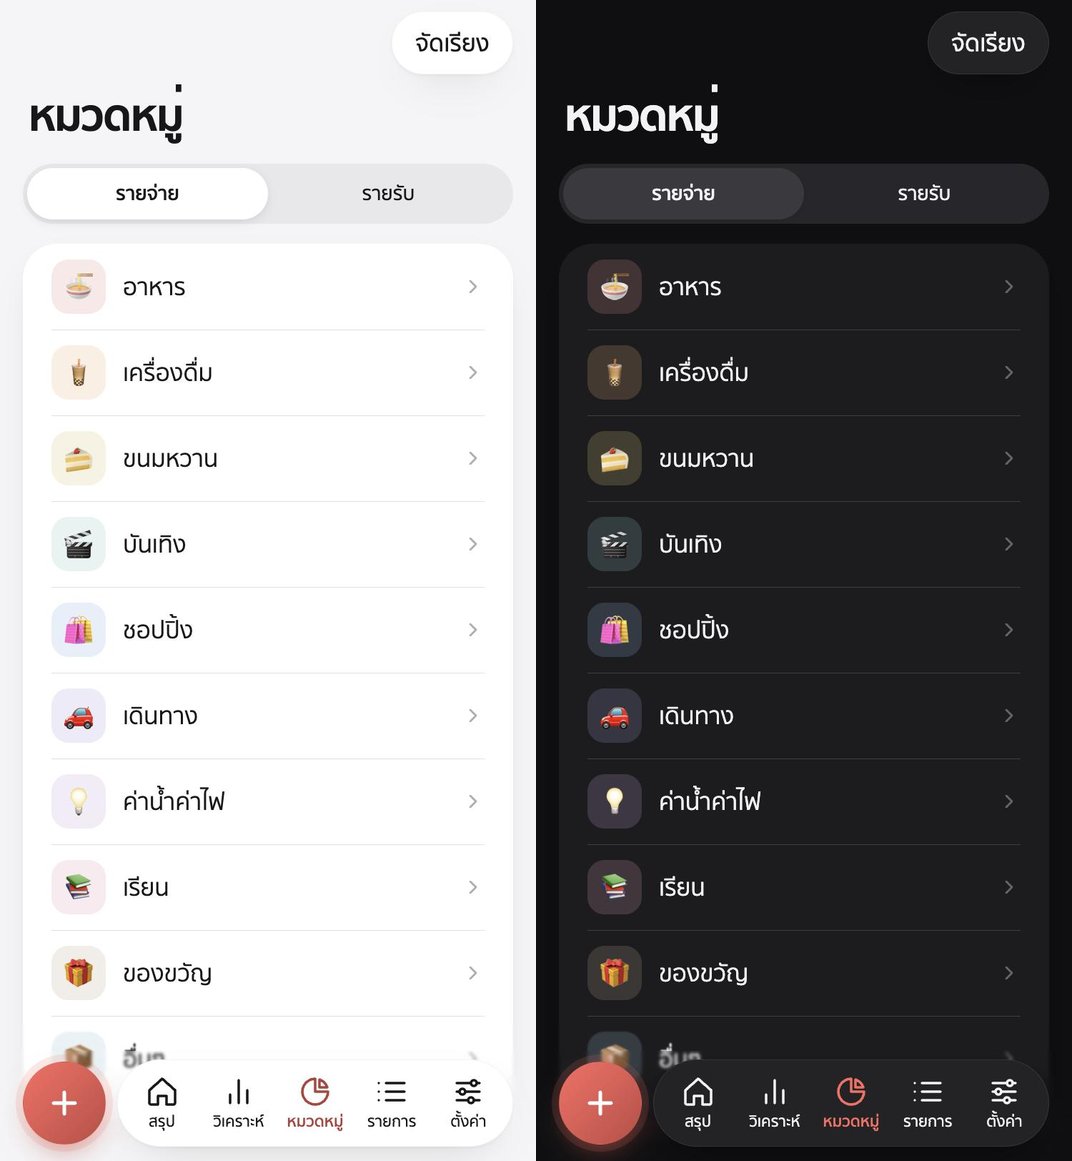 จัดเรียง
หมวดหมู่
รายจ่าย
รายรับ
อาหาร
เครื่องดื่ม
ขนมหวาน
บันเทิง
ชอปปิ้ง
เดินทาง
ค่าน้ำค่าไฟ
เรียน
ของขวัญ
อื่นๆ
สรุป
วิเคราะห์
หมวดหมู่
รายการ
ตั้งค่า
จัดเรียง
หมวดหมู่
รายจ่าย
รายรับ
อาหาร
เครื่องดื่ม
ขนมหวาน
บันเทิง
ชอปปิ้ง
เดินทาง
ค่าน้ำค่าไฟ
เรียน
ของขวัญ
อื่นๆ
สรุป
วิเคราะห์
หมวดหมู่
รายการ
ตั้งค่า